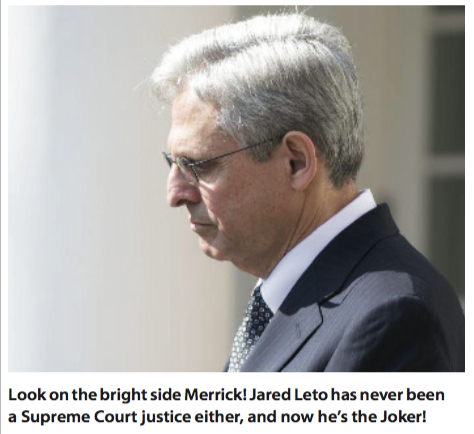 Look on the bright side Merrick! Jared Leto has never been
a Supreme Court justice either, and now he's the Joker!